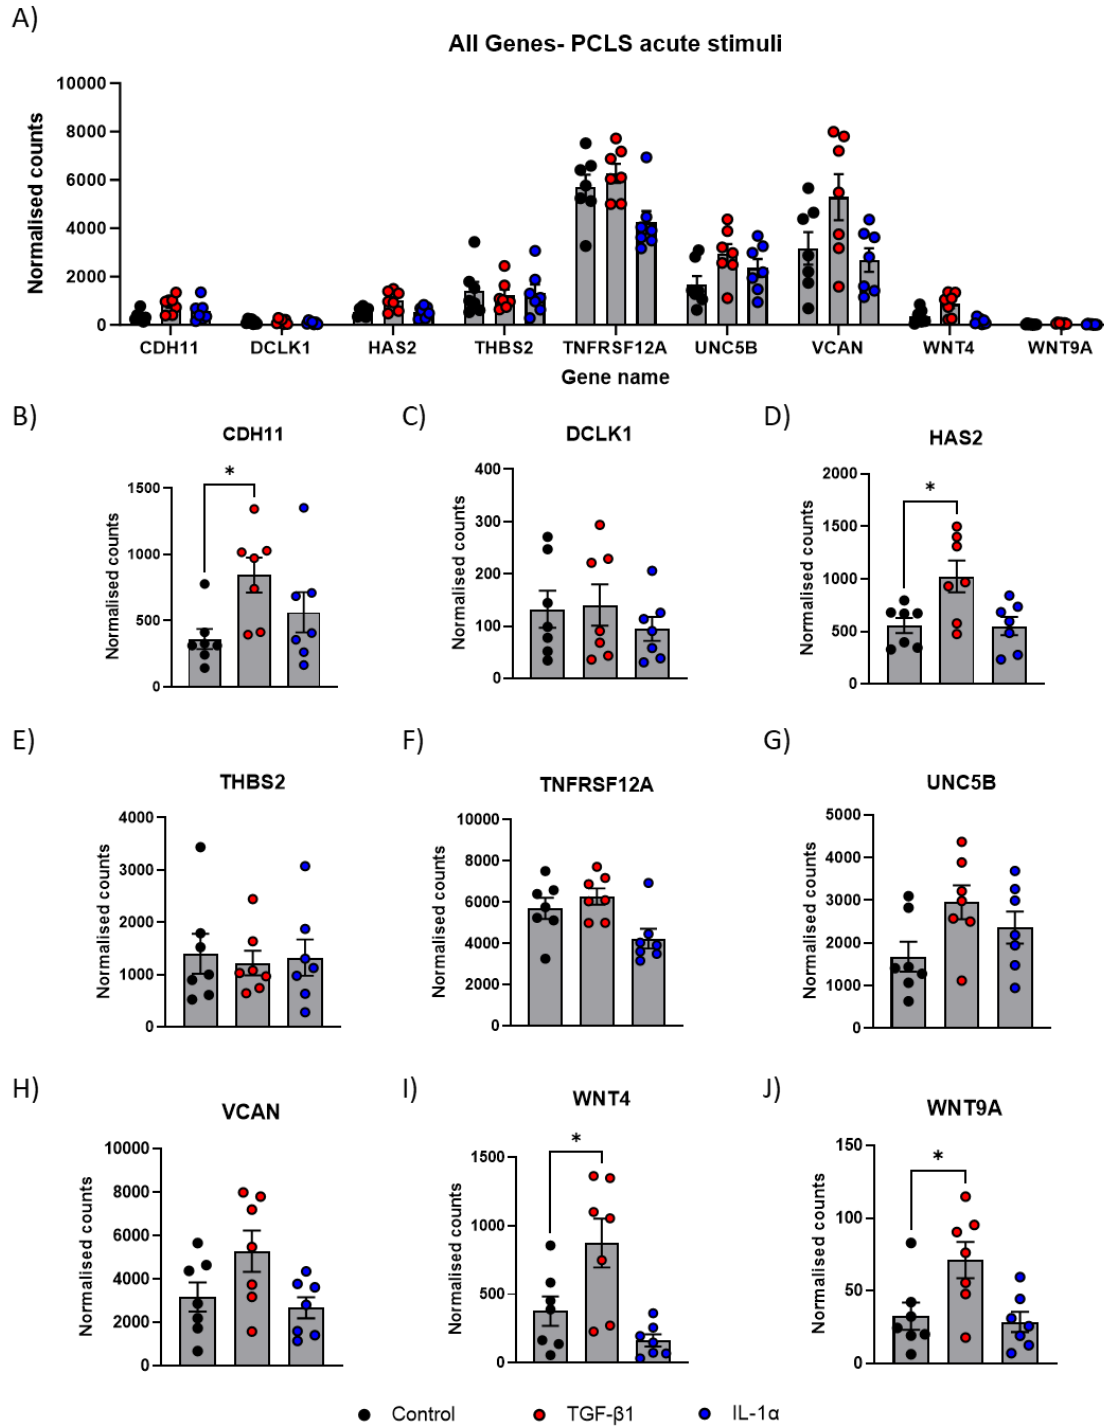 A)
All Genes- PCLS acute stimuli
Normalised counts
10000
8000
6000
4000
2000
0
CDH11 DCLK1 HAS2 THBS2 TNFRSF12A UNC5B VCAN WNT4 WNT9A
Gene name
B)
CDH11
*
Normalised counts
1500
1000
500
0
C)
DCLK1
Normalised counts
400
300
200
100
0
D)
HAS2
*
Normalised counts
2000
1500
1000
500
0
E)
THBS2
Normalised counts
4000
3000
2000
1000
0
F)
TNFRSF12A
Normalised counts
10000
8000
6000
4000
2000
0
G)
UNC5B
Normalised counts
5000
4000
3000
2000
1000
0
H)
VCAN
Normalised counts
10000
8000
6000
4000
2000
0
I)
WNT4
*
Normalised counts
1500
1000
500
0
J)
WNT9A
*
Normalised counts
150
100
50
0
Control TGF-β1 IL-1α